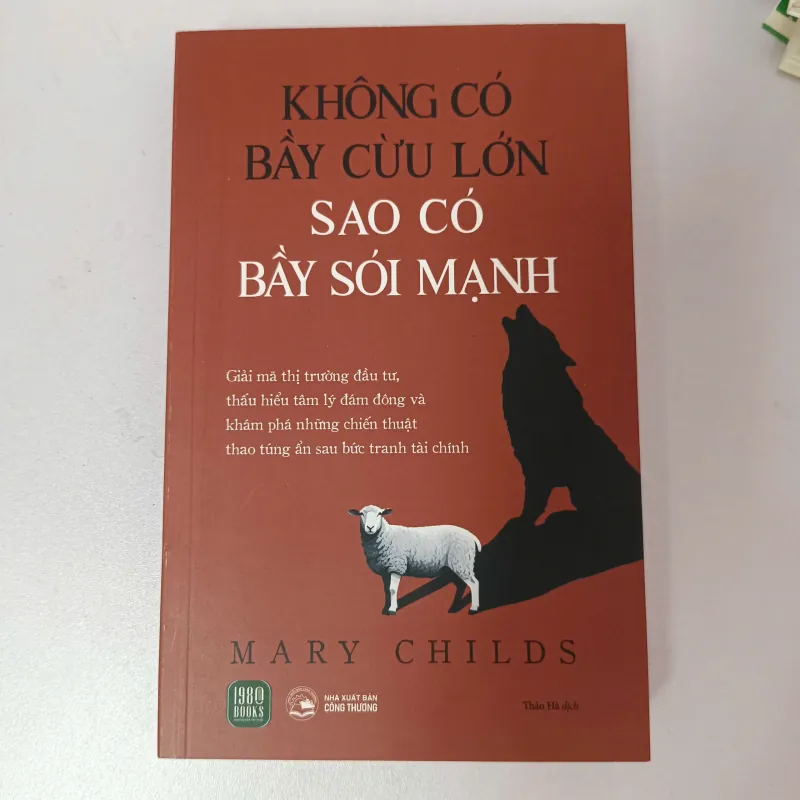 KHÔNG CÓ
BẦY CỪU LỚN
SAO CÓ
BẦY SÓI MẠNH
Giải mã thị trường đầu tư,
thấu hiểu tâm lý đám đông và
khám phá những chiến thuật
thao túng ẩn sau bức tranh tài chính
MARY CHILDS
1980
BOOKS
NHÀ XUẤT BẢN
CÔNG THƯƠNG
Thảo Hà dịch